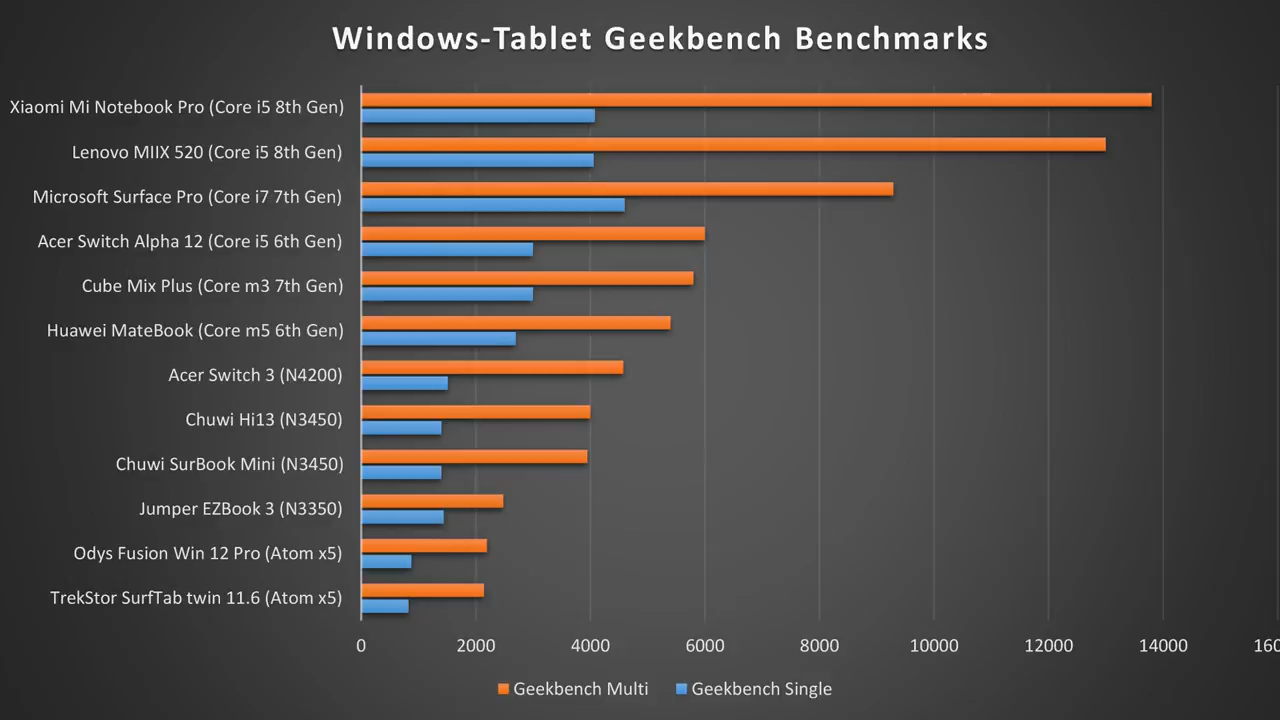 Windows-Tablet Geekbench Benchmarks
Xiaomi Mi Notebook Pro (Core i5 8th Gen)
Lenovo MIIX 520 (Core i5 8th Gen)
Microsoft Surface Pro (Core i7 7th Gen)
Acer Switch Alpha 12 (Core i5 6th Gen)
Cube Mix Plus (Core m3 7th Gen)
Huawei MateBook (Core m5 6th Gen)
Acer Switch 3 (N4200)
Chuwi Hi13 (N3450)
Chuwi SurBook Mini (N3450)
Jumper EZBook 3 (N3350)
Odys Fusion Win 12 Pro (Atom x5)
TrekStor SurfTab twin 11.6 (Atom x5)
0 2000 4000 6000 8000 10000 12000 14000 160
Geekbench Multi Geekbench Single